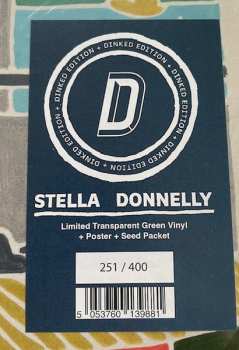 DINKED EDITION + DINKED EDITION + DINKED EDITION + DINKED EDITION +
D
STELLA DONNELLY
Limited Transparent Green Vinyl
+ Poster + Seed Packet
251 / 400
5 053760 139881